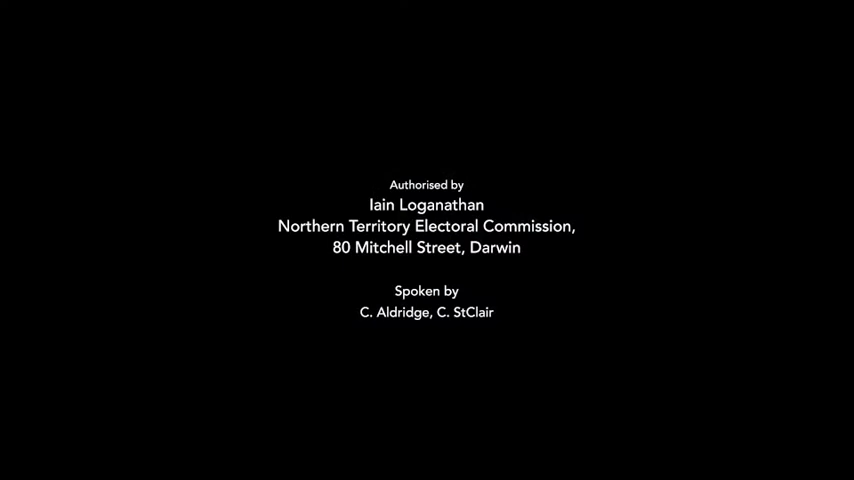 Authorised by
Iain Loganathan
Northern Territory Electoral Commission,
80 Mitchell Street, Darwin
Spoken by
C. Aldridge, C. StClair